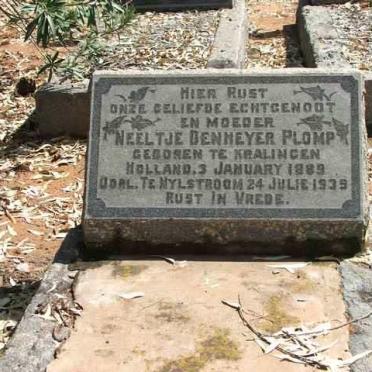 HIER RUST
ONZE GELIEFDE ECHTGENOOT
EN MOEDER
NEELTJE DENMEYER PLOMP
GEBOREN TE KRALINGEN
HOLLAND. 3 JANUARY 1889
OORL. TE NYLSTROOM 24 JULIE 1939
RUST IN VREDE.